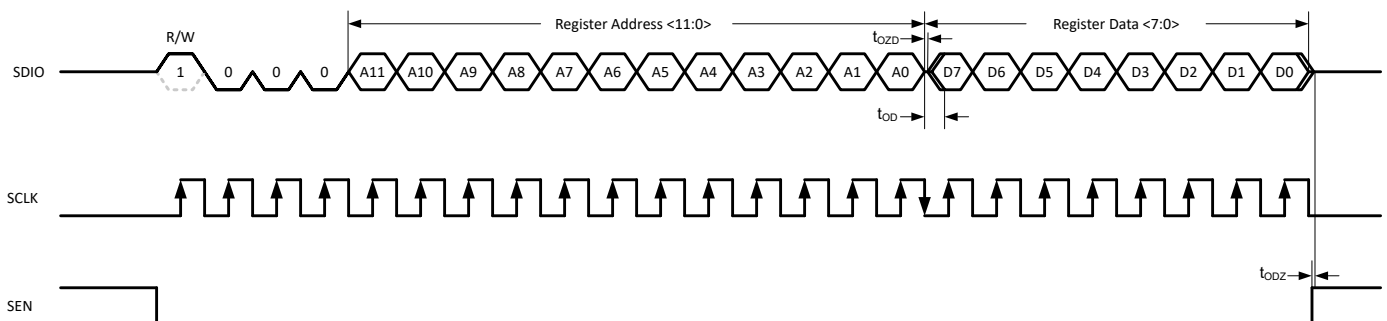 Register Address <11:0>
Register Data <7:0>
R/W
tOZD
SDIO
1 0 0 0 A11 A10 A9 A8 A7 A6 A5 A4 A3 A2 A1 A0 D7 D6 D5 D4 D3 D2 D1 D0
tOD
SCLK
tODZ
SEN